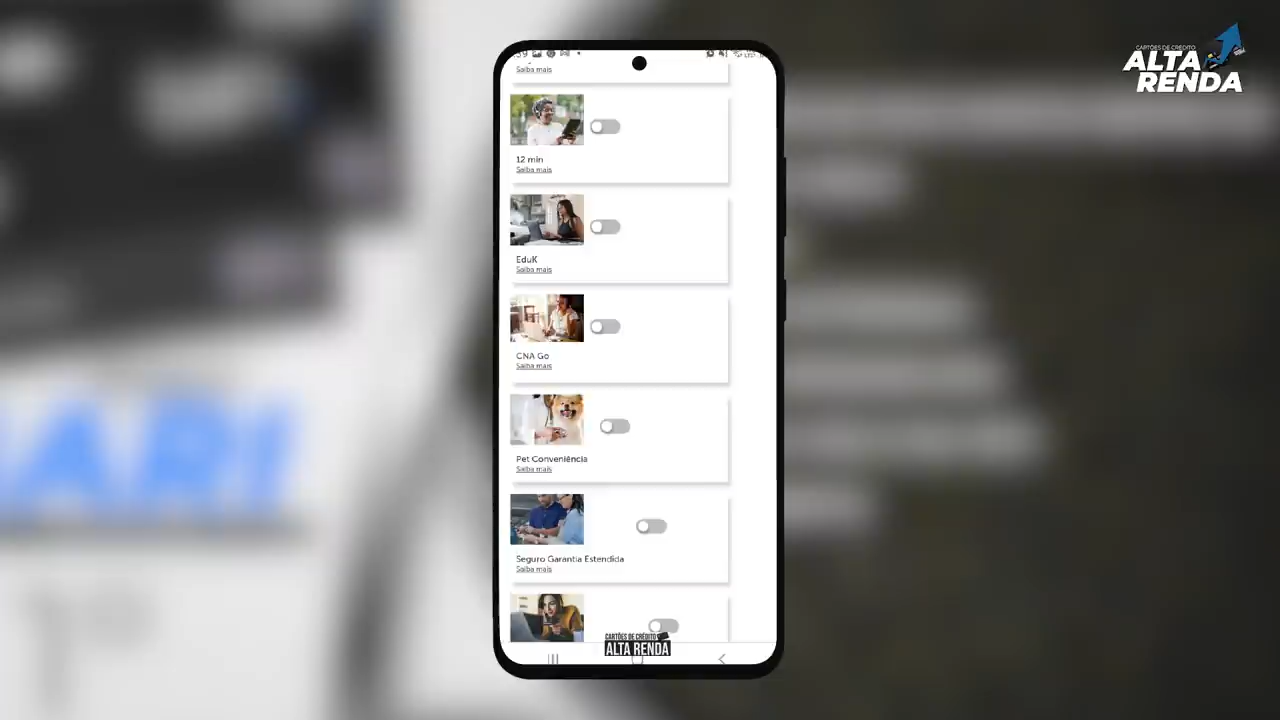 Saiba mais
12 min
Saiba mais
EduK
Saiba mais
CNA Go
Saiba mais
Pet Conveniência
Saiba mais
Seguro Garantia Estendida
Saiba mais
CARTÕES DE CRÉDITO
ALTA RENDA
CARTÕES DE CRÉDITO
ALTA
RENDA